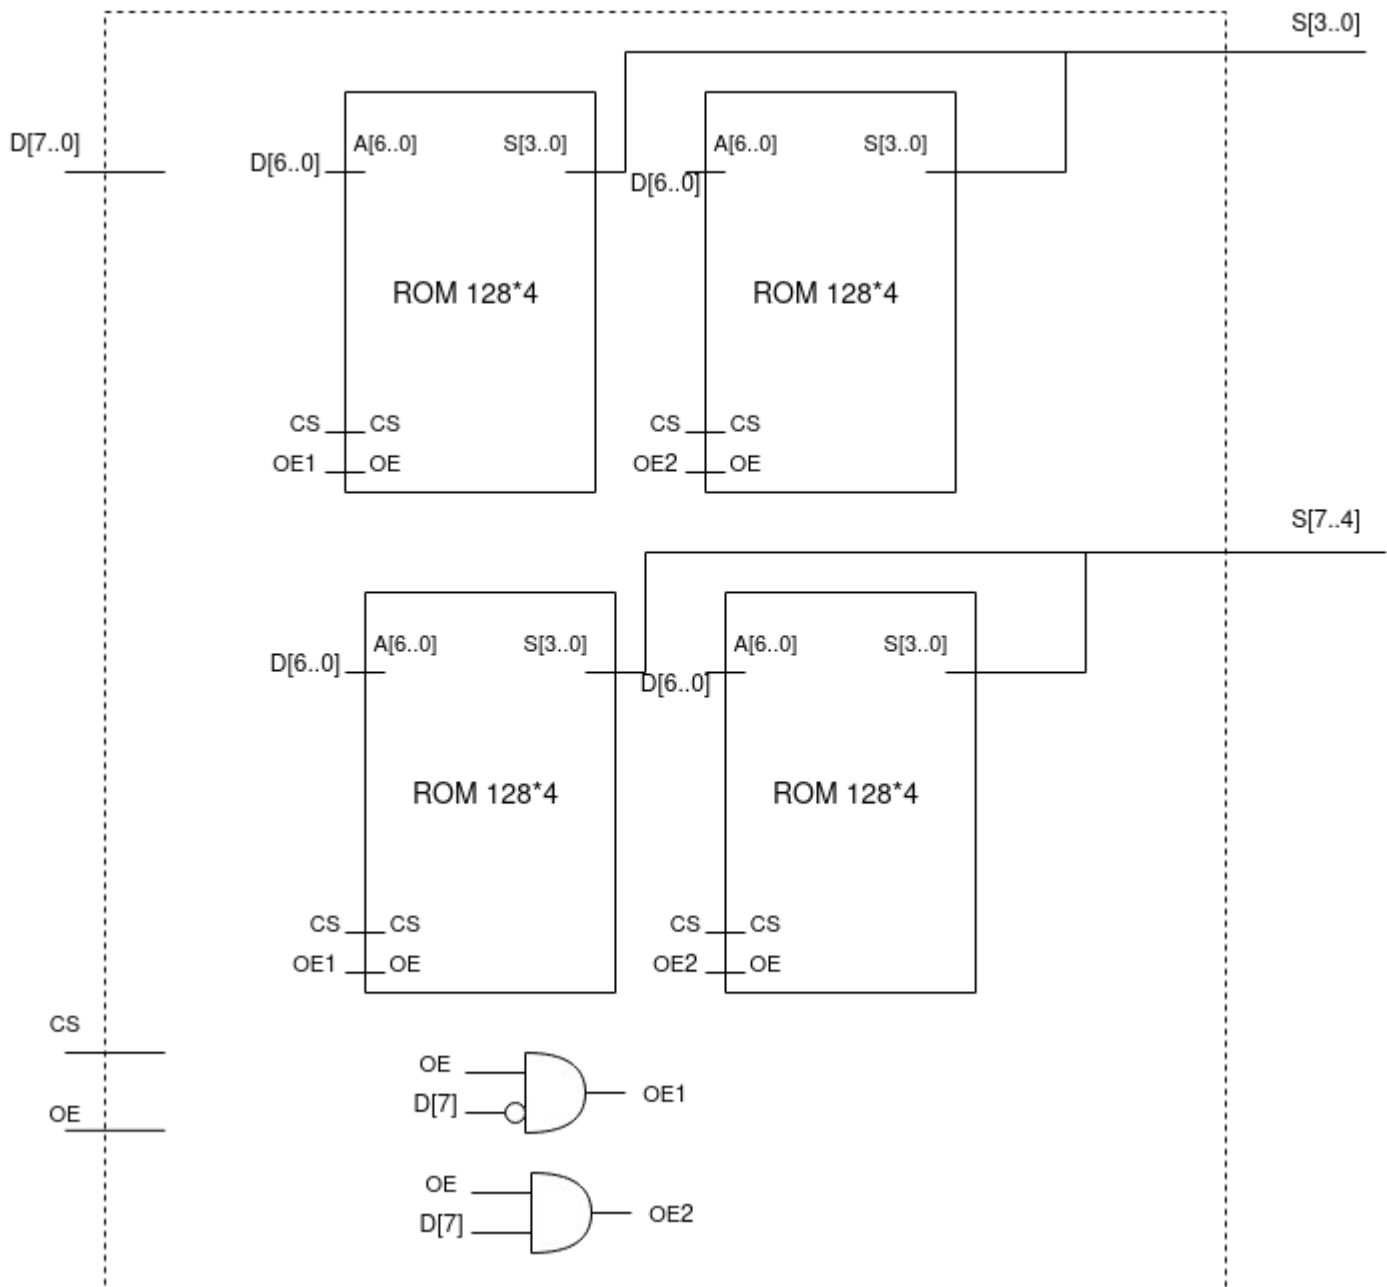 S[3..0]
D[7..0]
A[6..0] S[3..0]
D[6..0]
A[6..0] S[3..0]
D[6..0]
ROM 128*4
ROM 128*4
CS CS
OE1 OE
CS CS
OE2 OE
S[7..4]
A[6..0] S[3..0]
D[6..0]
A[6..0] S[3..0]
D[6..0]
ROM 128*4
ROM 128*4
CS CS
OE1 OE
CS CS
OE2 OE
CS
OE
OE
D[7]
OE1
OE
D[7]
OE2